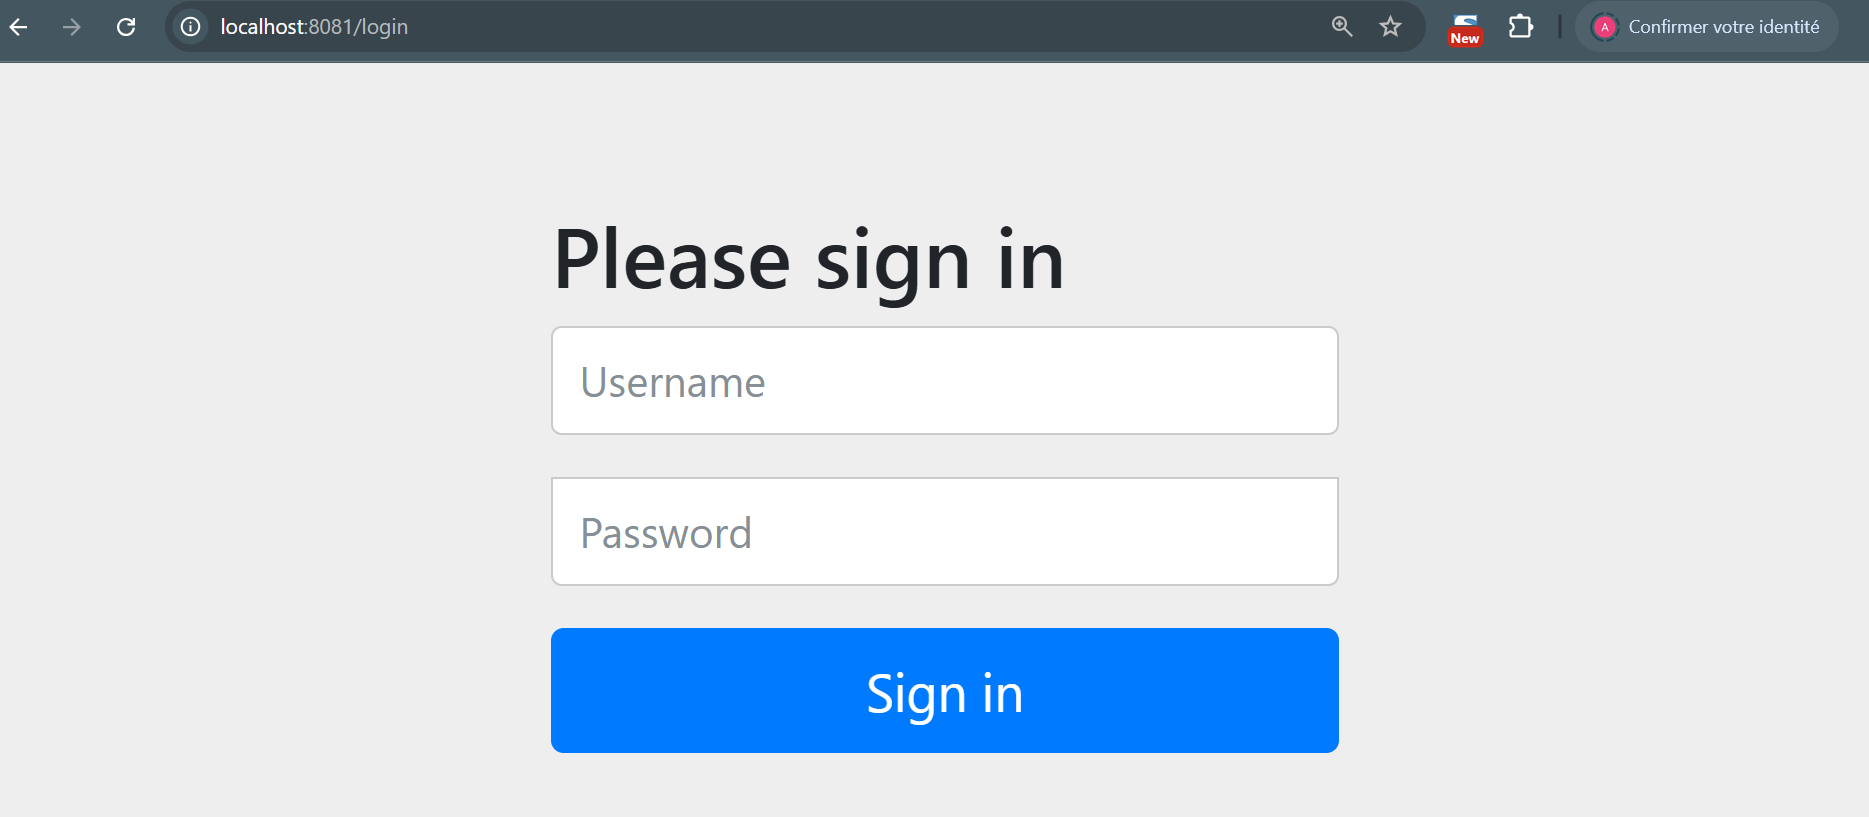 localhost:8081/login
New
A
Confirmer votre identité
Please sign in
Username
Password
Sign in